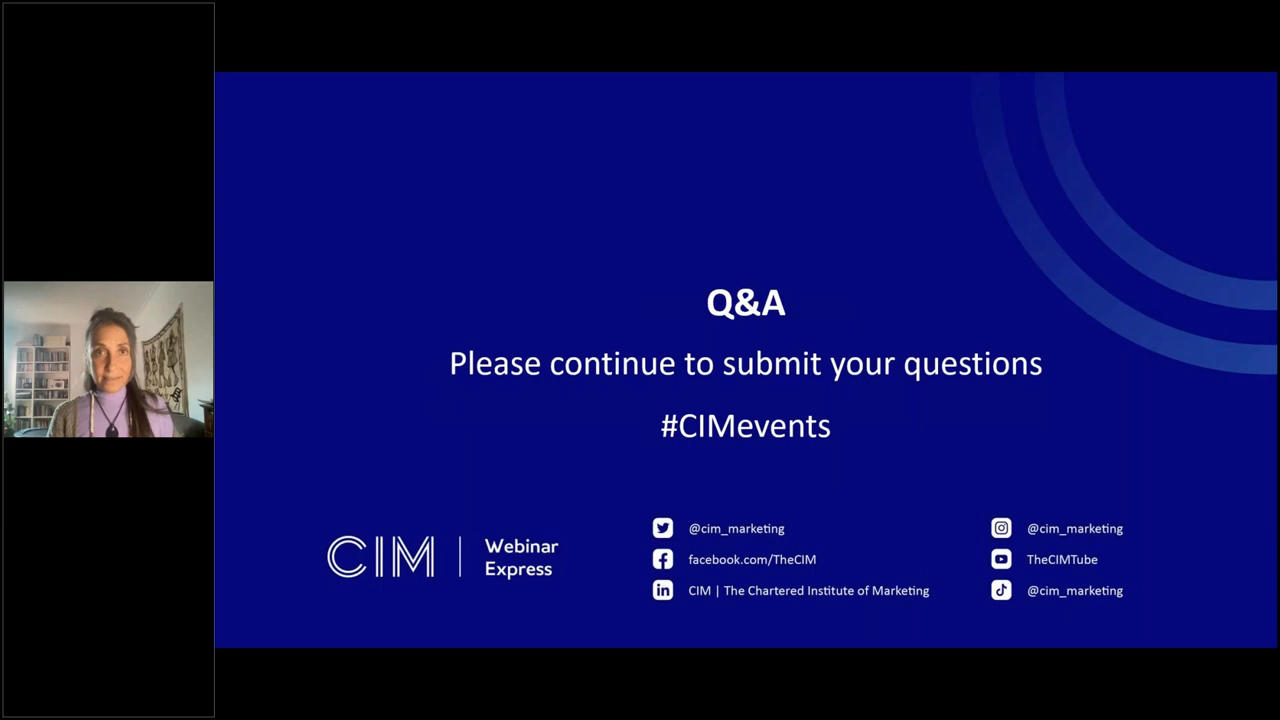 Q&A
Please continue to submit your questions
#CIMevents
CIM | Webinar Express
@cim_marketing
facebook.com/TheCIM
CIM | The Chartered Institute of Marketing
@cim_marketing
TheCIMTube
@cim_marketing